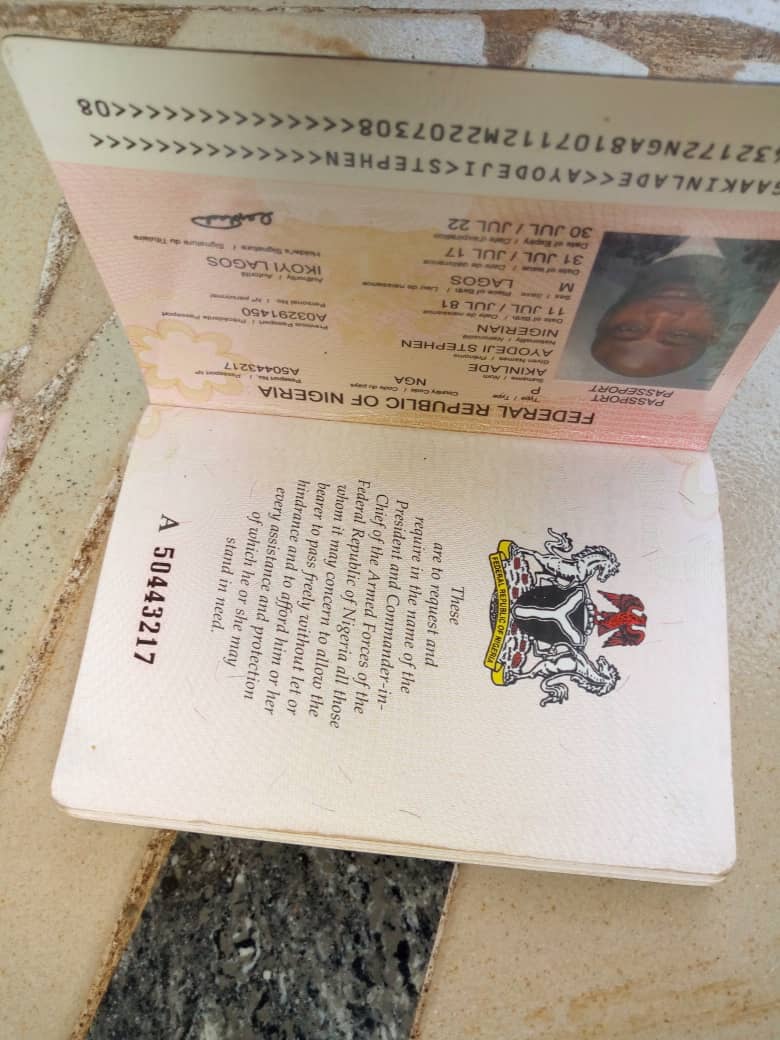 FEDERAL REPUBLIC OF NIGERIA
PASSPORT
PASSEPORT
Type / Type
P
Country Code / Code du pays
NGA
Passport No. / Passeport Nº
A50443217
Surname / Nom
AKINLADE
Given Names / Prénoms
AYODEJI STEPHEN
Previous Passport / Précédente Passeport
A03291450
Nationality / Nationalité
NIGERIAN
Personal No. / Nº personnel
Date of Birth / Date de naissance
11 JUL / JUL 81
Authority / Autorité
IKOYI LAGOS
Sex / Sexe
M
Place of Birth / Lieu de naissance
LAGOS
Holder's Signature / Signature du Titulaire
Date of Issue / Date de délivrance
31 JUL / JUL 17
Date of Expiry / Date d'expiration
30 JUL / JUL 22
GAAKINLADE<<AYODEJI<STEPHEN<<<<<<<<<<<<<<
432172NGA8107112M2207308<<<<<<<<<<<<<<08
FEDERAL REPUBLIC OF NIGERIA
These
are to request and
require in the name of the
President and Commander-in-
Chief of the Armed Forces of the
Federal Republic of Nigeria all those
whom it may concern to allow the
bearer to pass freely without let or
hindrance and to afford him or her
every assistance and protection
of which he or she may
stand in need.
A 50443217